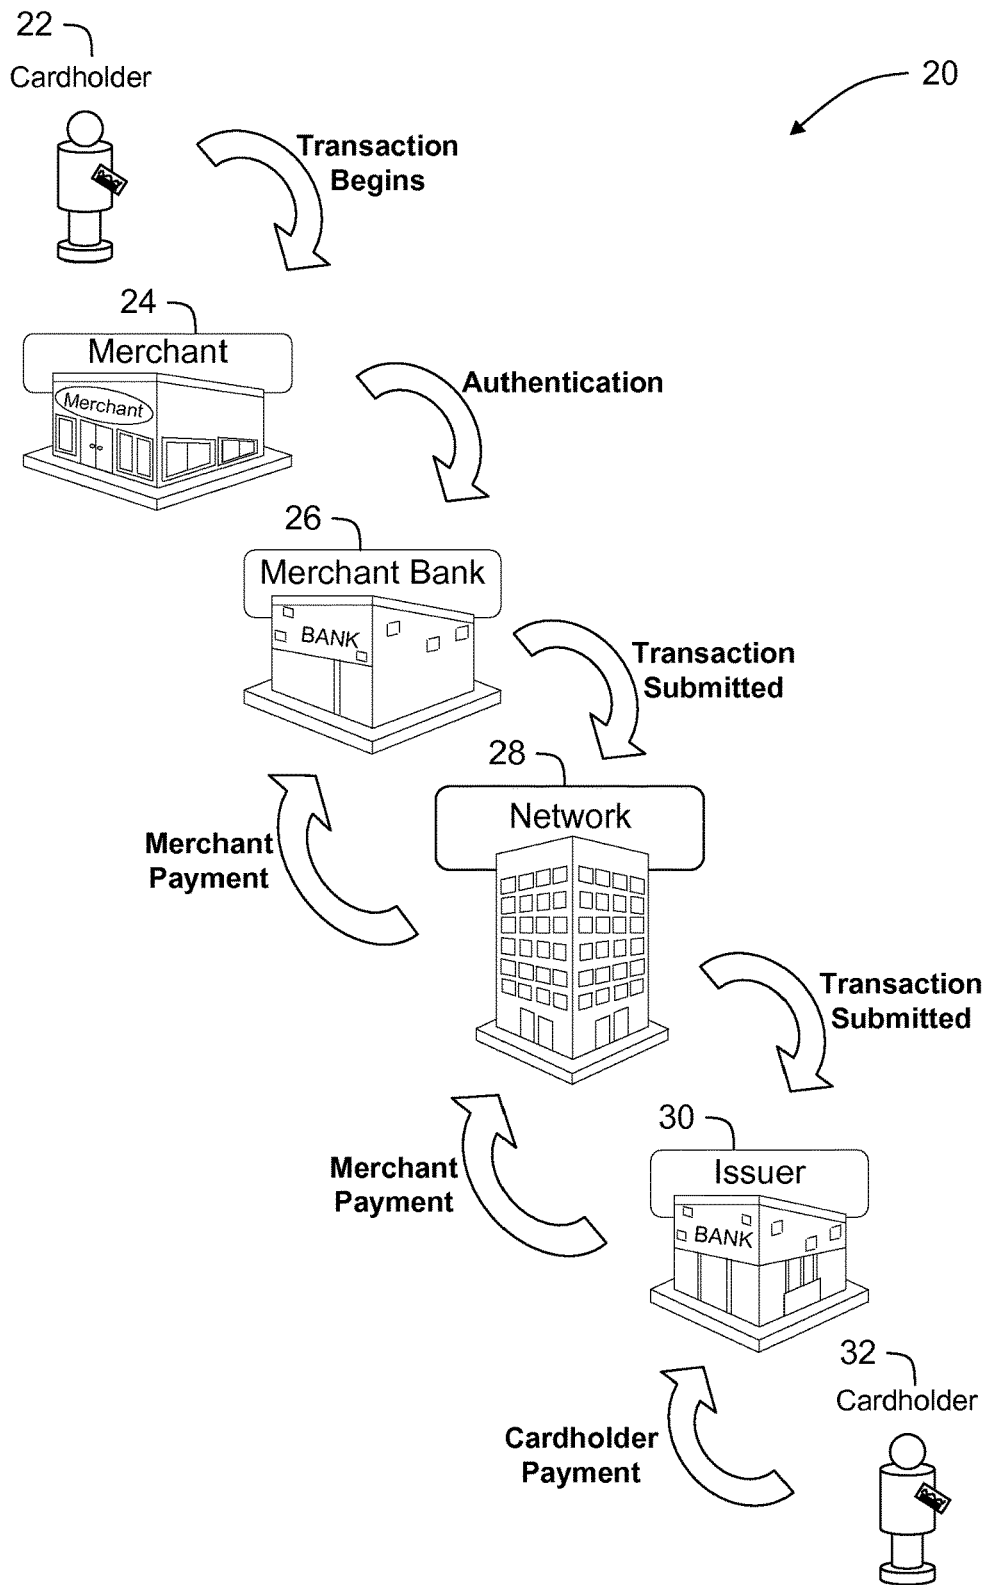 22
Cardholder
20
Transaction
Begins
24
Merchant
Merchant
Authentication
26
Merchant Bank
BANK
Transaction
Submitted
28
Network
Merchant
Payment
Transaction
Submitted
30
Issuer
BANK
Merchant
Payment
32
Cardholder
Cardholder
Payment